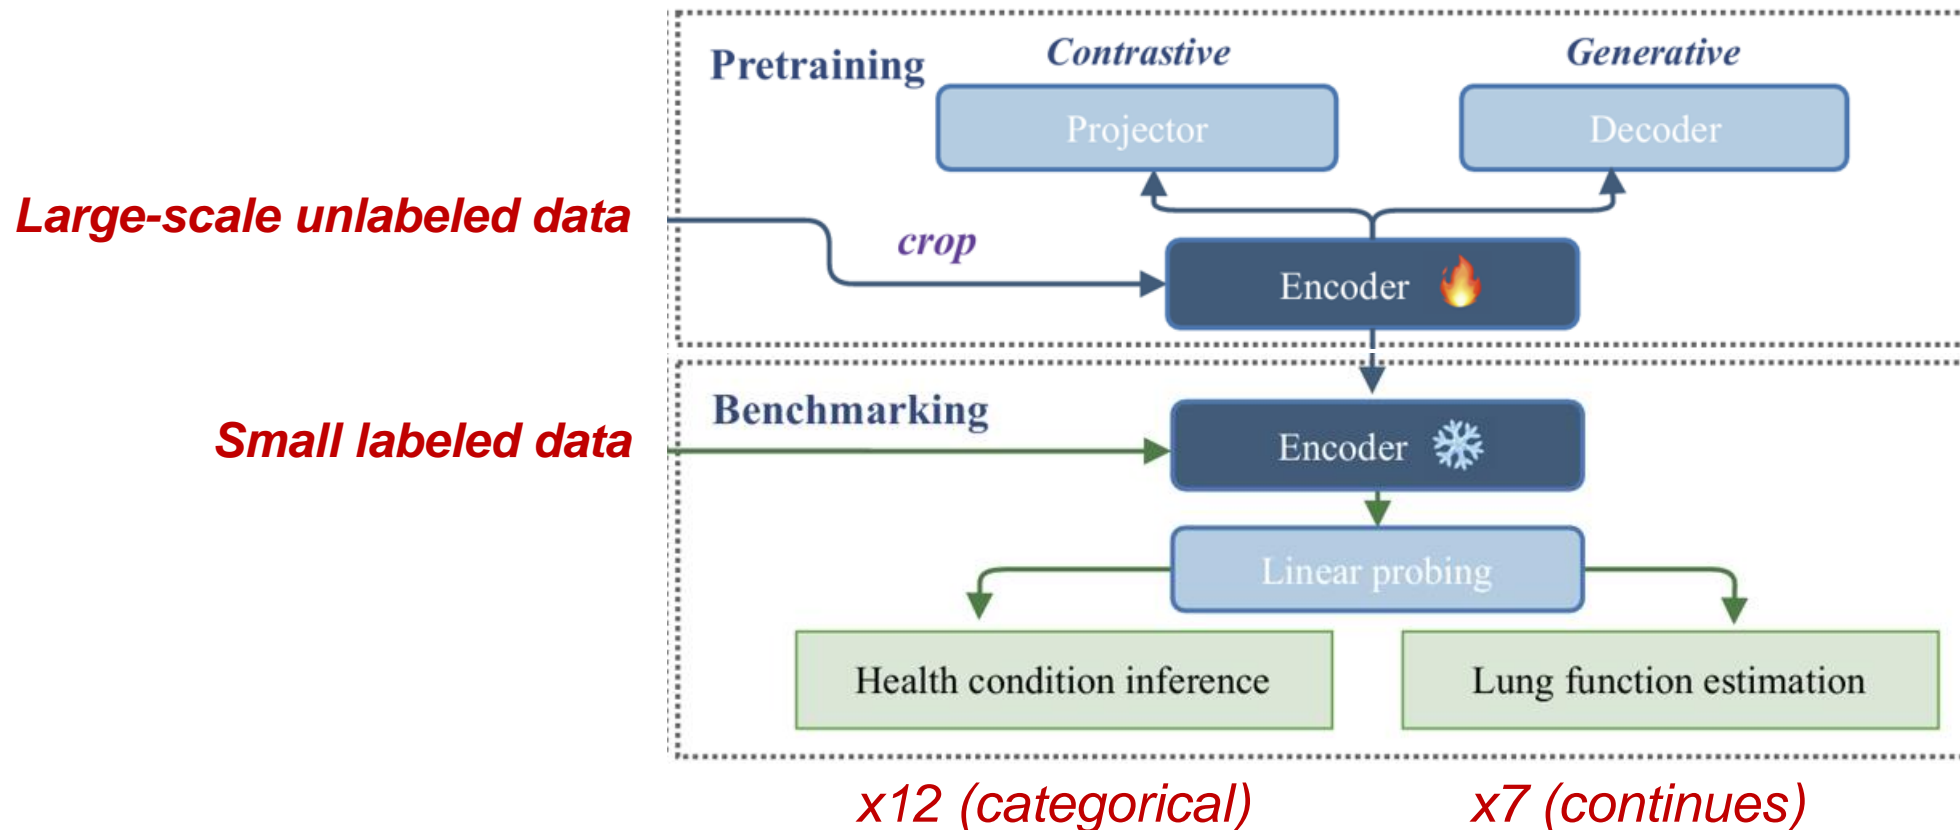 Pretraining
Contrastive
Generative
Projector
Decoder
Large-scale unlabeled data
crop
Encoder
Benchmarking
Small labeled data
Encoder
Linear probing
Health condition inference
Lung function estimation
x12 (categorical)
x7 (continues)